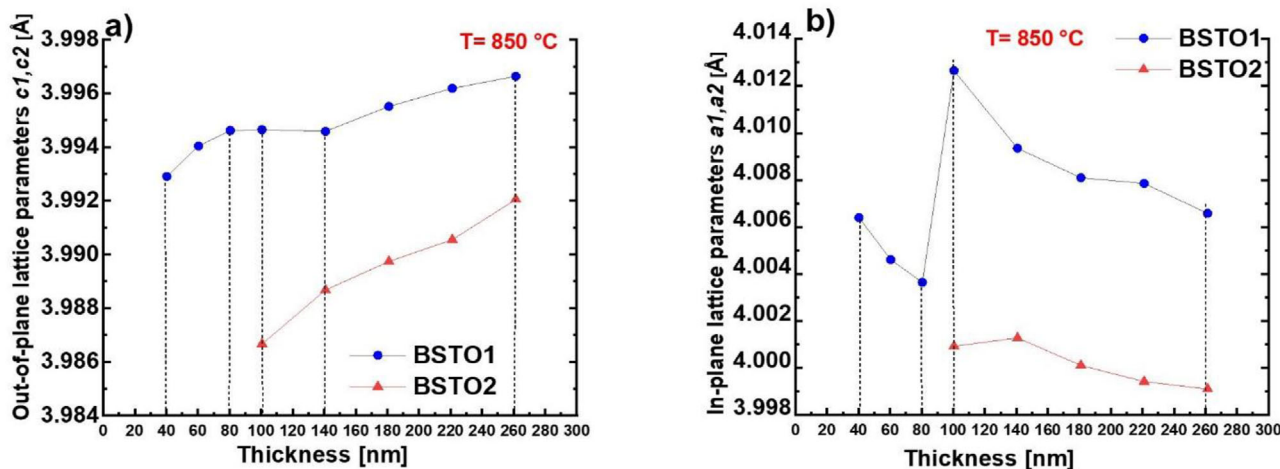 a)
T= 850 °C
Out-of-plane lattice parameters c1,c2 [Å]
3.998
3.996
3.994
3.992
3.990
3.988
3.986
3.984
BSTO1
BSTO2
0 20 40 60 80 100 120 140 160 180 200 220 240 260 280 300
Thickness [nm]
b)
T= 850 °C
BSTO1
BSTO2
In-plane lattice parameters a1,a2 [Å]
4.014
4.012
4.010
4.008
4.006
4.004
4.002
4.000
3.998
0 20 40 60 80 100 120 140 160 180 200 220 240 260 280 300
Thickness [nm]